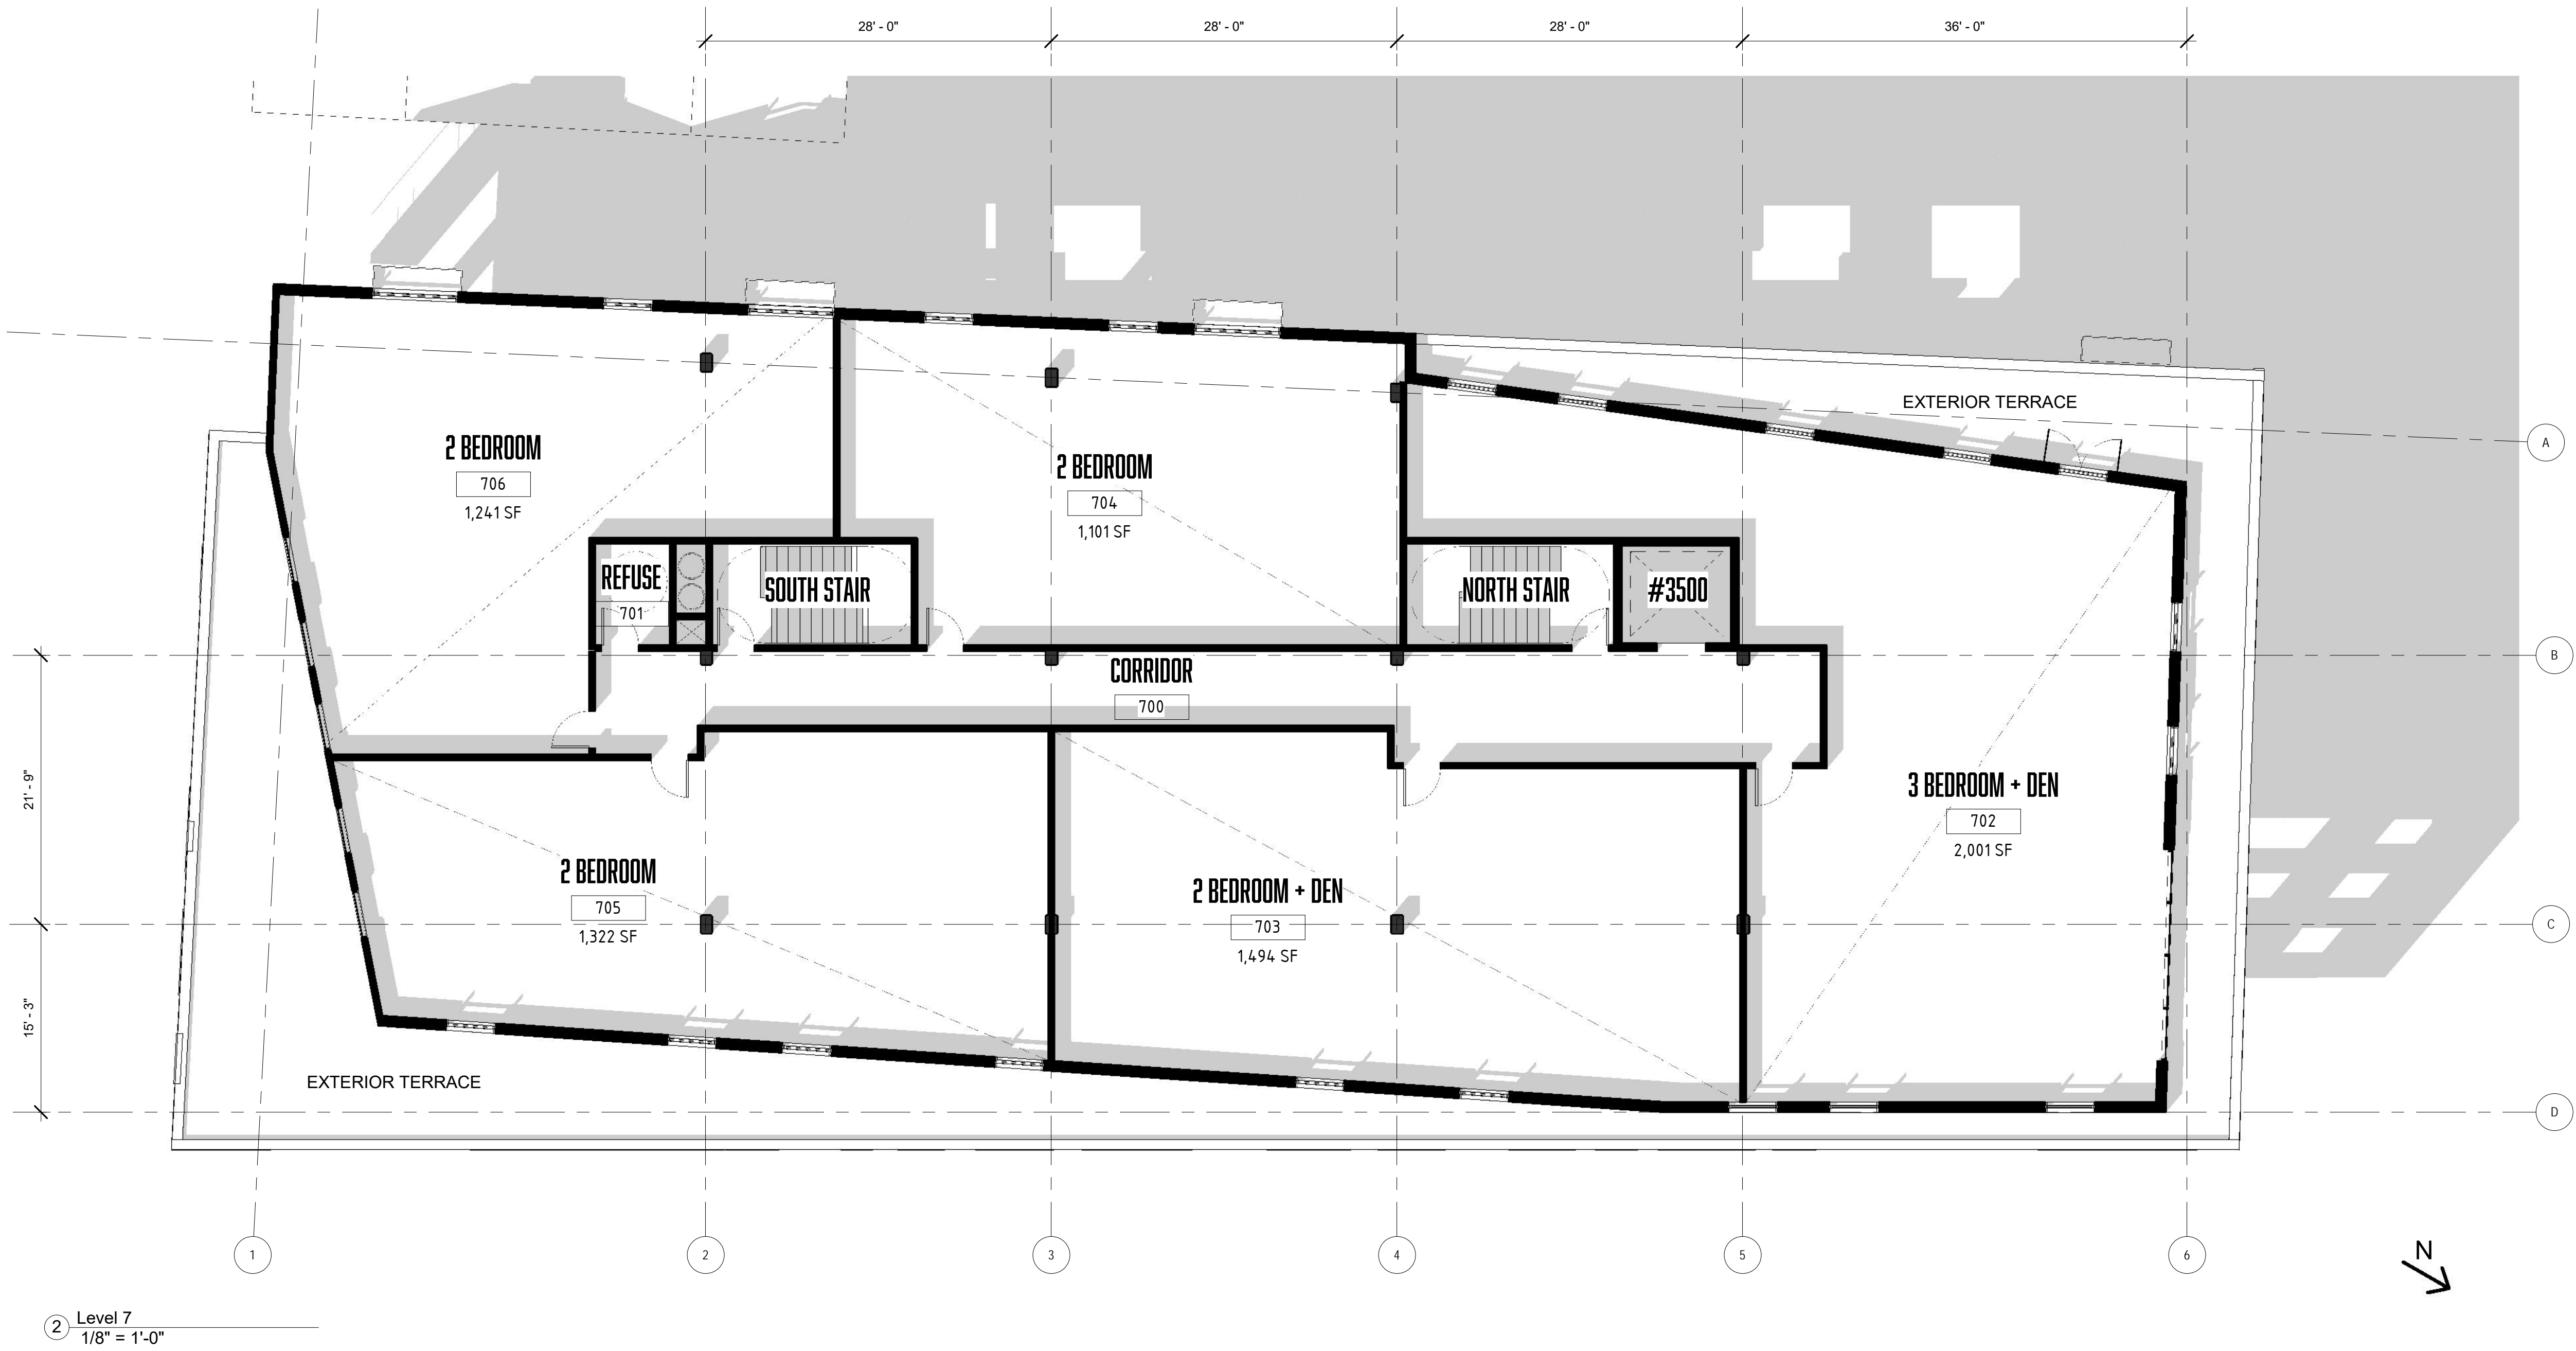 28' - 0"
28' - 0"
28' - 0"
36' - 0"
EXTERIOR TERRACE
A
2 BEDROOM
706
1,241 SF
2 BEDROOM
704
1,101 SF
REFUSE
701
SOUTH STAIR
NORTH STAIR
#3500
B
CORRIDOR
700
21' - 9"
3 BEDROOM + DEN
702
2,001 SF
2 BEDROOM
705
1,322 SF
2 BEDROOM + DEN
703
1,494 SF
C
15' - 3"
EXTERIOR TERRACE
D
1
2
3
4
5
6
N
2
Level 7
1/8" = 1'-0"